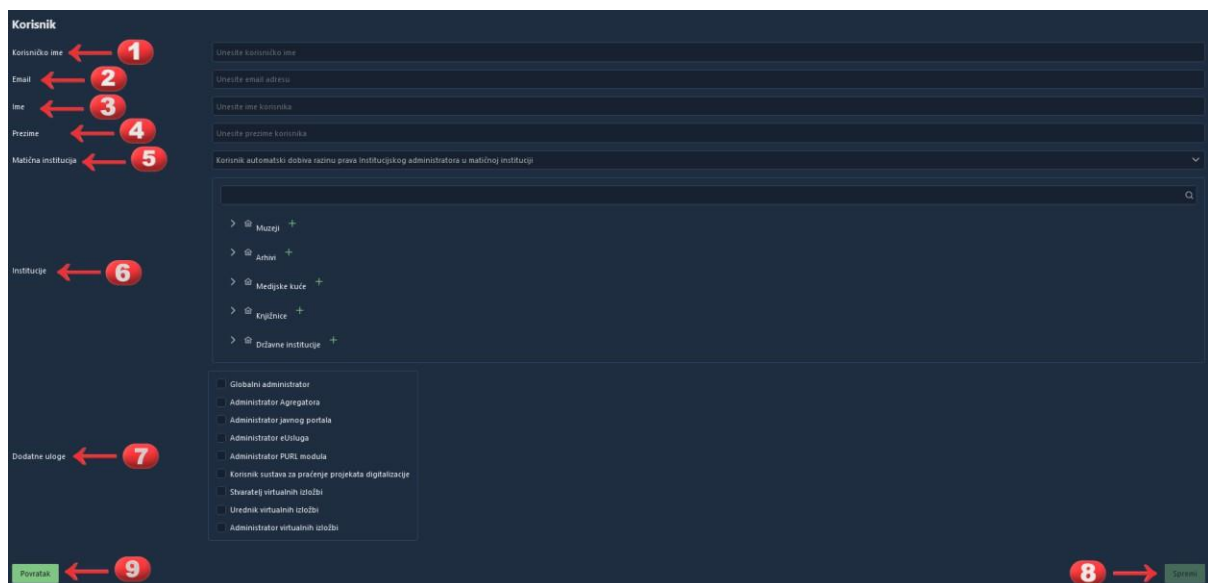 Korisnik
Korisničko ime 1 Unesite korisničko ime
Email 2 Unesite email adresu
Ime 3 Unesite ime korisnika
Prezime 4 Unesite prezime korisnika
Matična institucija 5 Korisnik automatski dobiva razinu prava Institucijskog administratora u matičnoj instituciji
Muzeji +
Arhivi +
Institucije 6
Medijske kuće +
Knjižnice +
Državne institucije +
Globalni administrator
Administrator Agregatora
Administrator javnog portala
Administrator eUsluga
Dodatne uloge 7 Administrator PURL modula
Korisnik sustava za praćenje projekata digitalizacije
Stvaratelj virtualnih izložbi
Urednik virtualnih izložbi
Administrator virtualnih izložbi
Povratak 9 8 Spremi